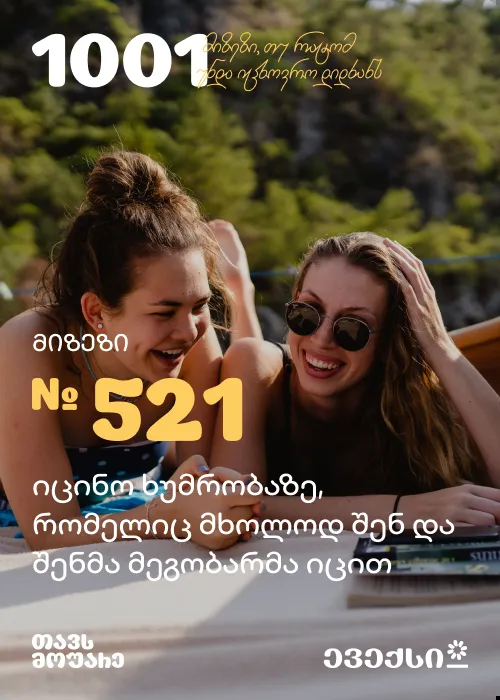 1001 მიზეზი, თუ რატომ
უნდა იცხოვრო დიდხანს
მიზეზი
№ 521
იცინო ხუმრობაზე,
რომელიც მხოლოდ შენ და
შენმა მეგობარმა იცით
თავს
მოუარე
ევექსი